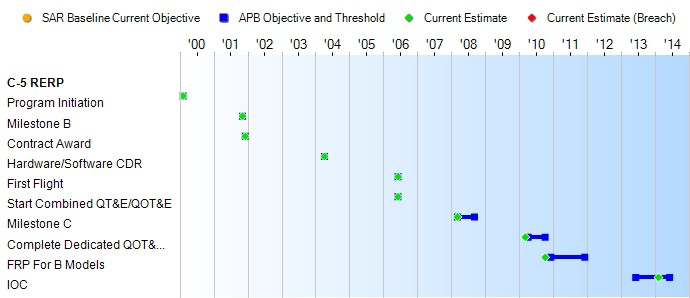 SAR Baseline Current Objective APB Objective and Threshold Current Estimate Current Estimate (Breach)
'00 '01 '02 '03 '04 '05 '06 '07 '08 '09 '10 '11 '12 '13 '14
C-5 RERP
Program Initiation
Milestone B
Contract Award
Hardware/Software CDR
First Flight
Start Combined QT&E/QOT&E
Milestone C
Complete Dedicated QOT&...
FRP For B Models
IOC